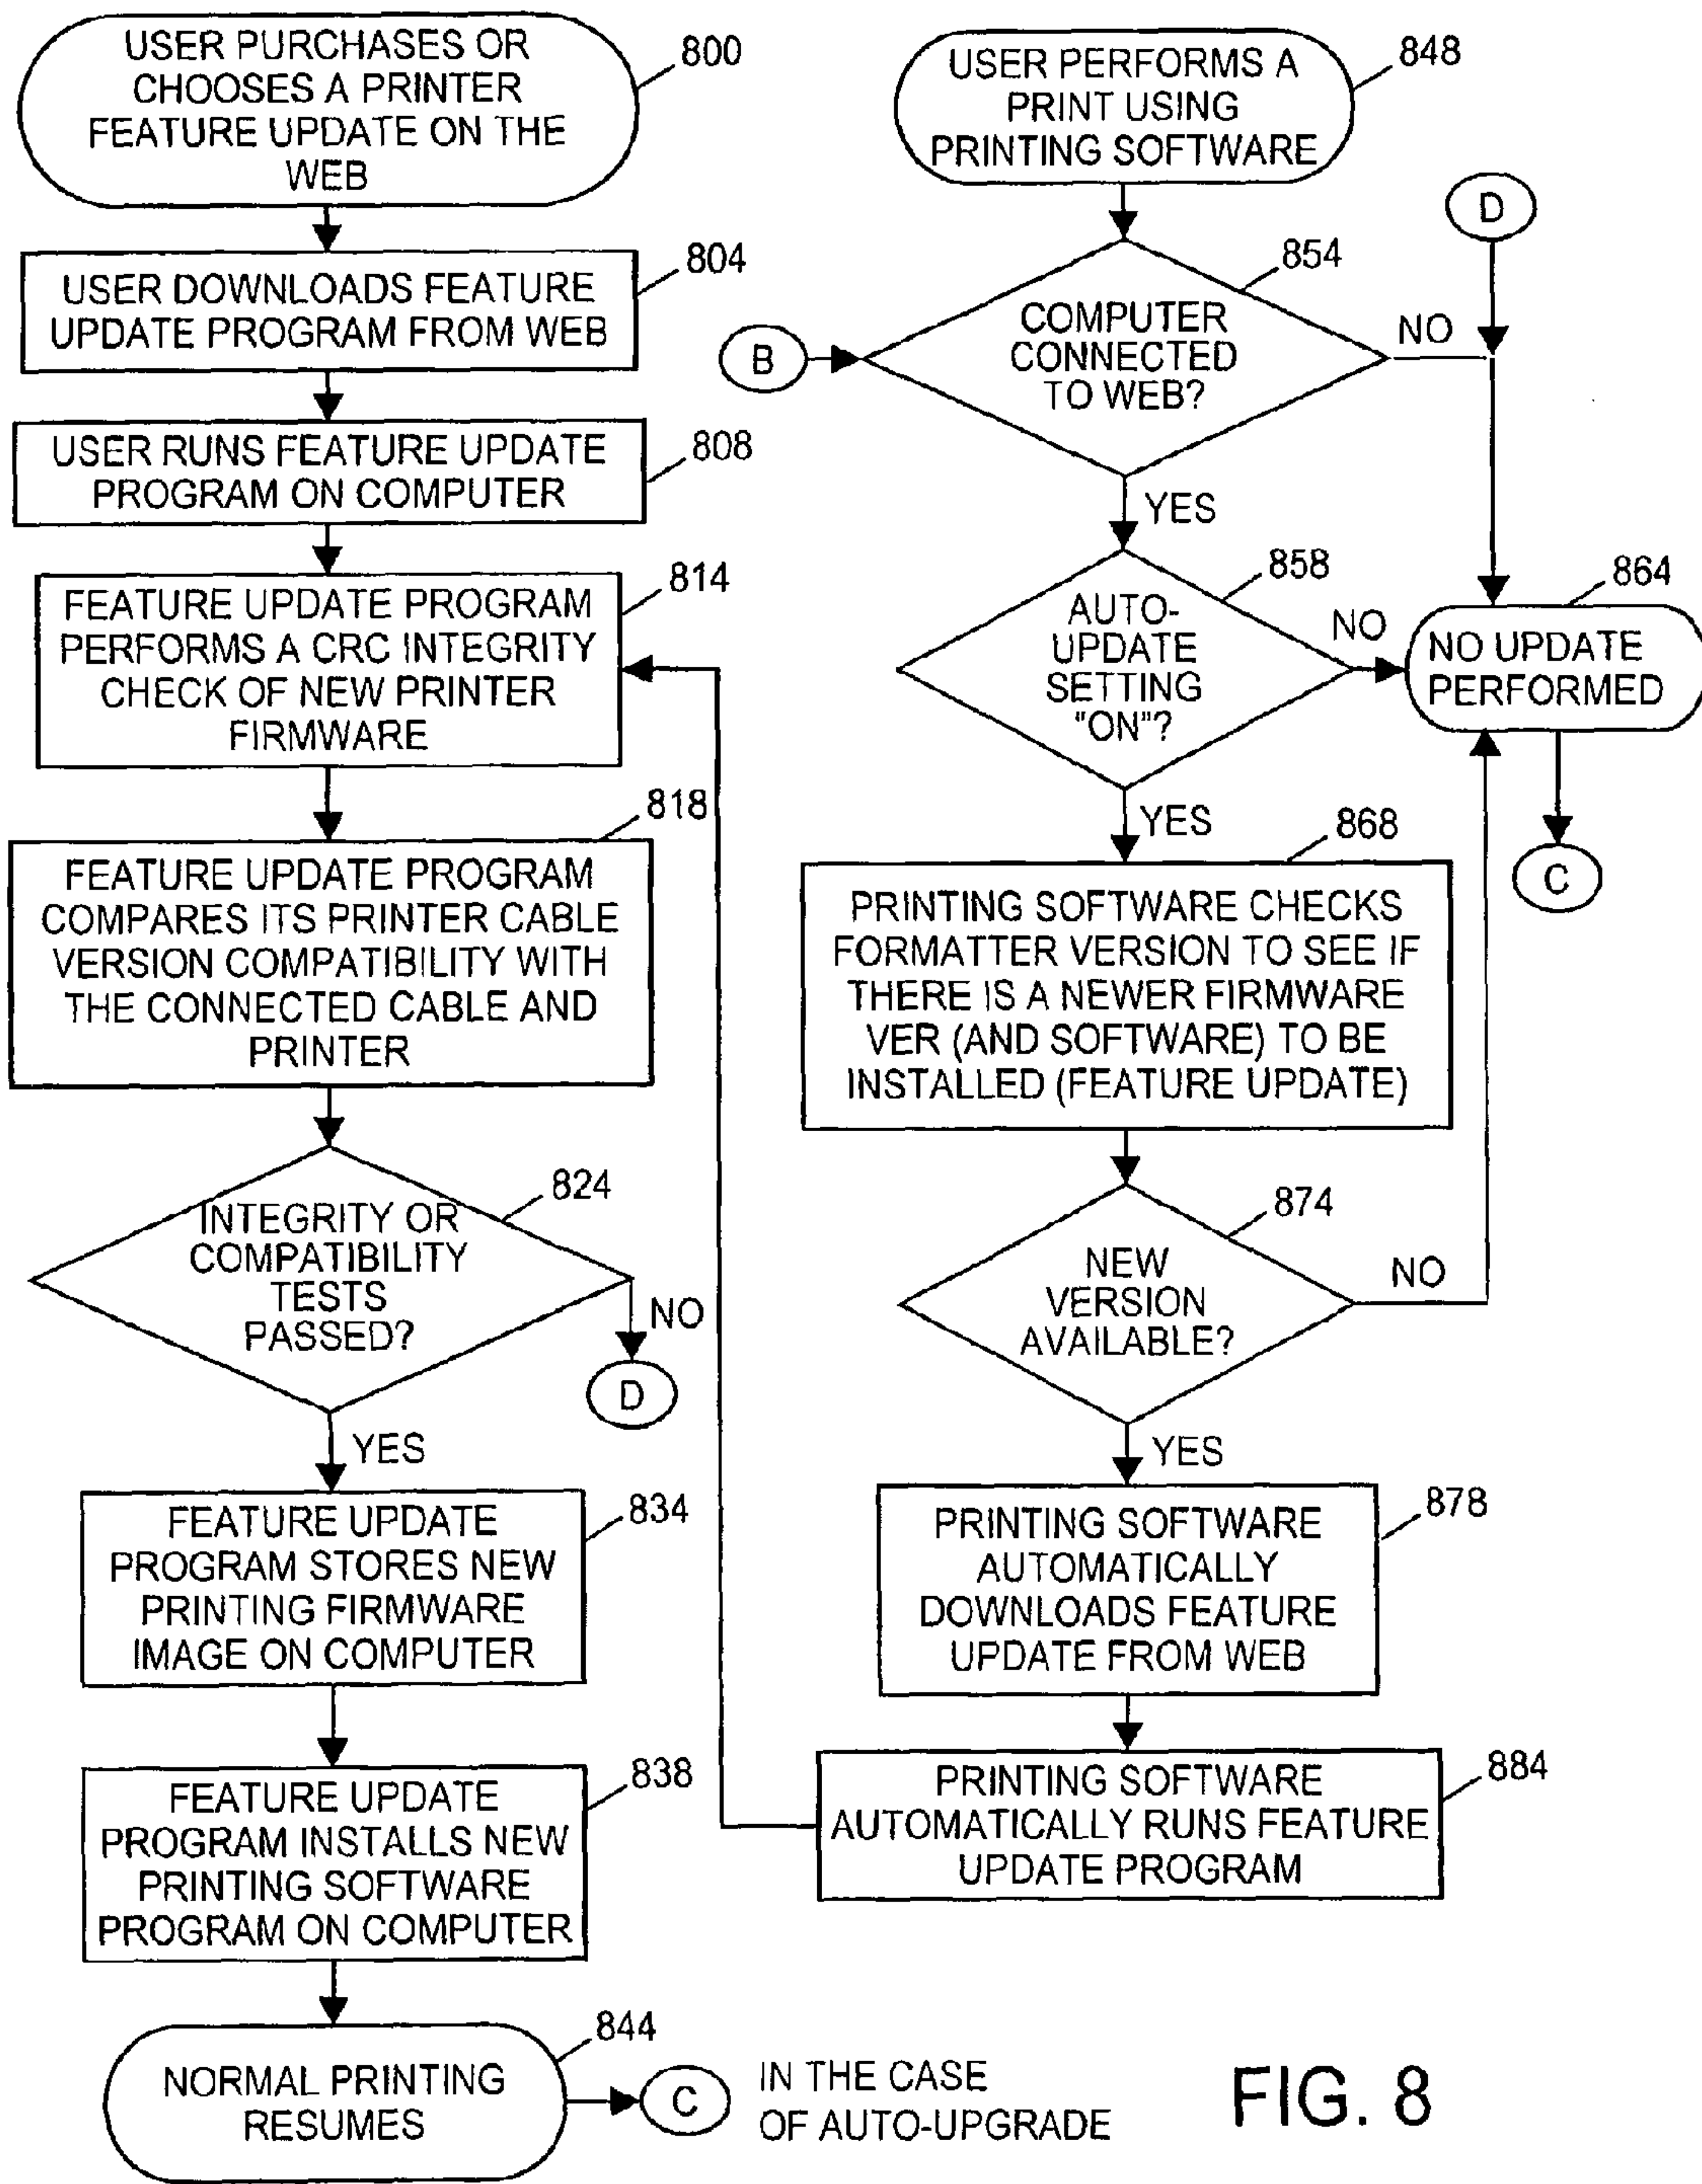 USER PURCHASES OR
CHOOSES A PRINTER
FEATURE UPDATE ON THE
WEB
800
USER DOWNLOADS FEATURE
UPDATE PROGRAM FROM WEB
804
USER RUNS FEATURE UPDATE
PROGRAM ON COMPUTER
808
FEATURE UPDATE PROGRAM
PERFORMS A CRC INTEGRITY
CHECK OF NEW PRINTER
FIRMWARE
814
818
FEATURE UPDATE PROGRAM
COMPARES ITS PRINTER CABLE
VERSION COMPATIBILITY WITH
THE CONNECTED CABLE AND
PRINTER
824
INTEGRITY OR
COMPATIBILITY
TESTS
PASSED?
NO
D
YES
FEATURE UPDATE
PROGRAM STORES NEW
PRINTING FIRMWARE
IMAGE ON COMPUTER
834
FEATURE UPDATE
PROGRAM INSTALLS NEW
PRINTING SOFTWARE
PROGRAM ON COMPUTER
838
844
NORMAL PRINTING
RESUMES
C
IN THE CASE
OF AUTO-UPGRADE
USER PERFORMS A
PRINT USING
PRINTING SOFTWARE
848
D
854
B
COMPUTER
CONNECTED
TO WEB?
NO
YES
858
AUTO-
UPDATE
SETTING
"ON"?
NO
864
NO UPDATE
PERFORMED
C
YES
868
PRINTING SOFTWARE CHECKS
FORMATTER VERSION TO SEE IF
THERE IS A NEWER FIRMWARE
VER (AND SOFTWARE) TO BE
INSTALLED (FEATURE UPDATE)
874
NEW
VERSION
AVAILABLE?
NO
YES
PRINTING SOFTWARE
AUTOMATICALLY
DOWNLOADS FEATURE
UPDATE FROM WEB
878
PRINTING SOFTWARE
AUTOMATICALLY RUNS FEATURE
UPDATE PROGRAM
884
FIG. 8